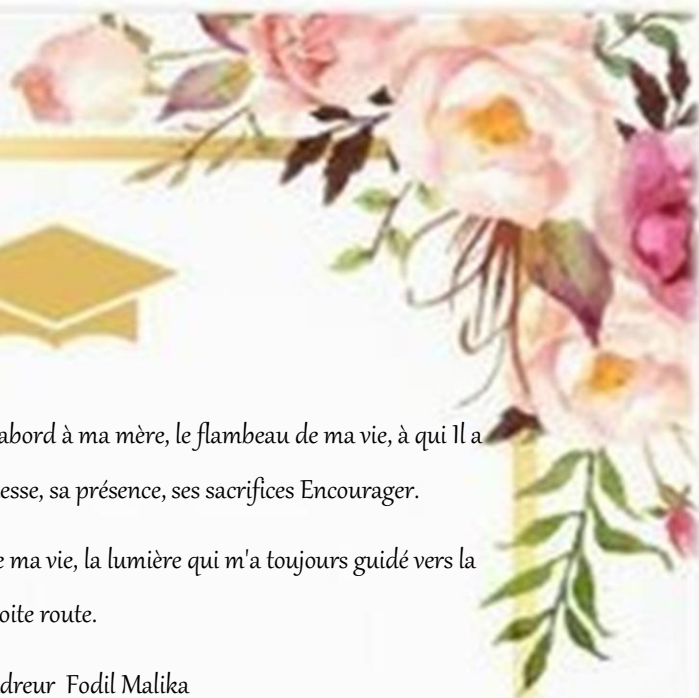 abord à ma mère, le flambeau de ma vie, à qui Il a
esse, sa présence, ses sacrifices Encourager.
e ma vie, la lumière qui m'a toujours guidé vers la
oite route.
dreur Fodil Malika